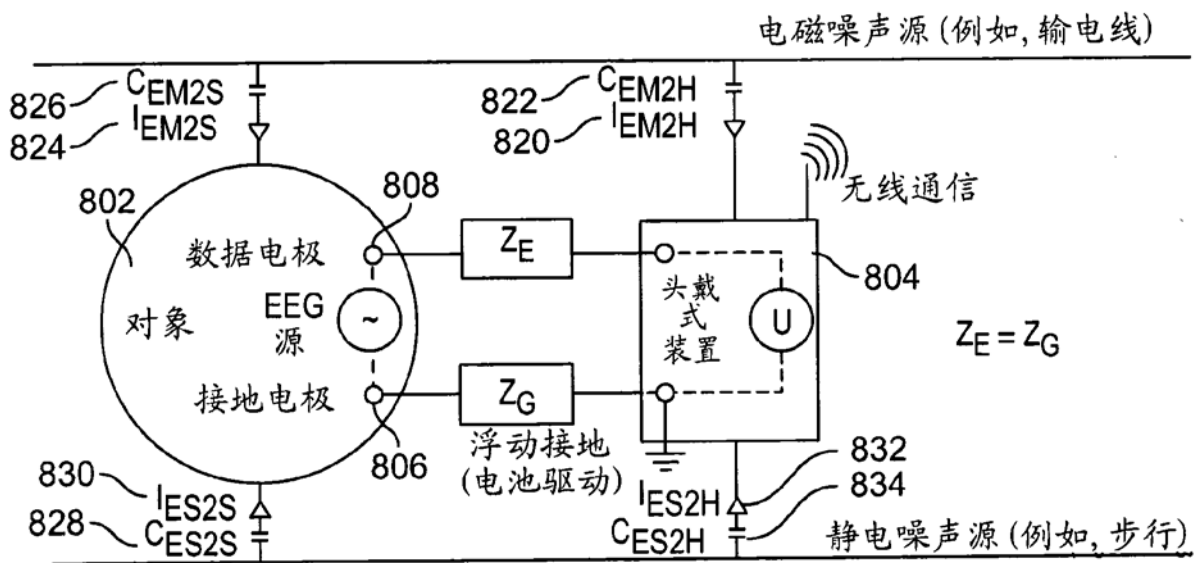 电磁噪声源(例如,输电线)
826
CEM2S
824
IEM2S
822
CEM2H
820
IEM2H
无线通信
802
808
数据电极
ZE
804
对象
EEG
源
~
头戴式装置
U
ZE = ZG
接地电极
806
ZG
浮动接地
(电池驱动)
830
IES2S
828
CES2S
IES2H
832
CES2H
834
静电噪声源(例如,步行)